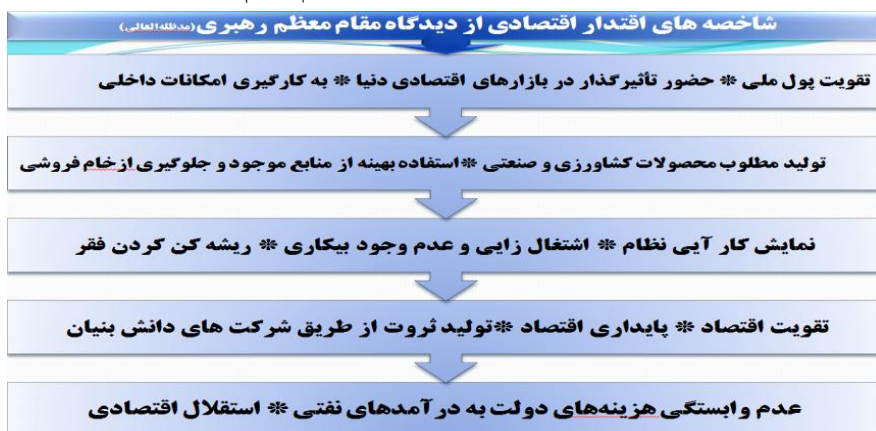 شاخصه های اقتدار اقتصادی از دیدگاه مقام معظم رهبری (مدظله‌العالی)
تقویت پول ملی ❊ حضور تأثیرگذار در بازارهای اقتصادی دنیا ❊ به کارگیری امکانات داخلی
تولید مطلوب محصولات کشاورزی و صنعتی ❊استفاده بهینه از منابع موجود و جلوگیری از خام فروشی
نمایش کار آیی نظام ❊ اشتغال زایی و عدم وجود بیکاری ❊ ریشه کن کردن فقر
تقویت اقتصاد ❊ پایداری اقتصاد ❊تولید ثروت از طریق شرکت های دانش بنیان
عدم وابستگی هزینه‌های دولت به درآمدهای نفتی ❊ استقلال اقتصادی